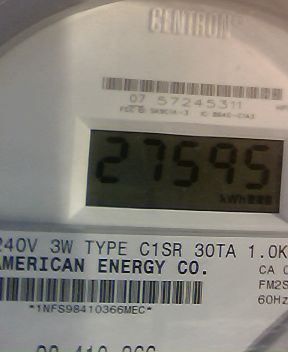 CENTRON
07 57245311
27595
kWh
240V 3W TYPE C1SR 30TA 1.0K
AMERICAN ENERGY CO.
CA 0
FM2S
60Hz
*1NFS98410366MEC*